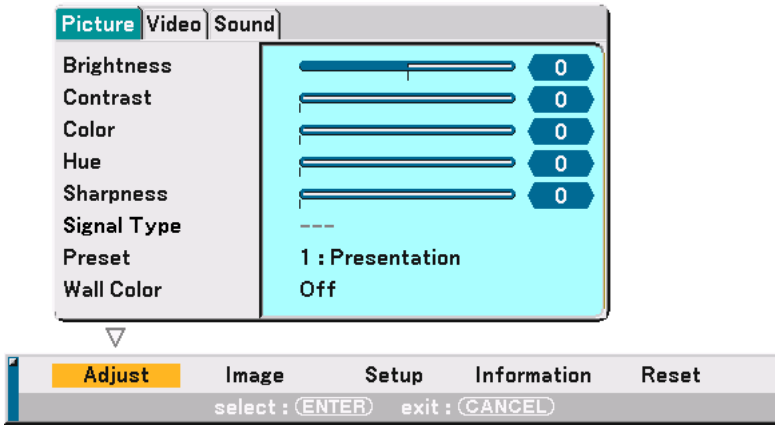 Picture Video Sound
Brightness 0
Contrast 0
Color 0
Hue 0
Sharpness 0
Signal Type ---
Preset 1 : Presentation
Wall Color Off
Adjust Image Setup Information Reset
select : ENTER exit : CANCEL